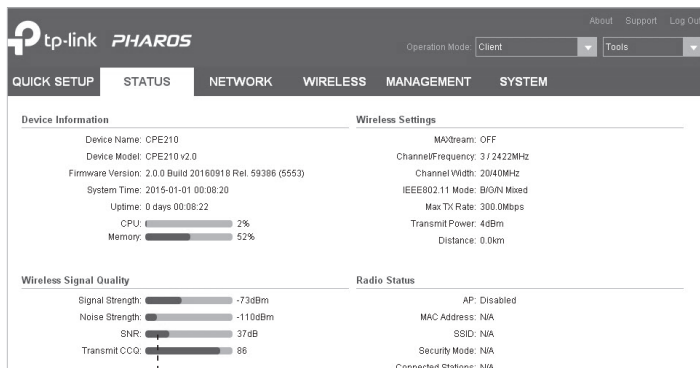 About Support Log Out
tp-link PHAROS
Operation Mode: Client Tools
QUICK SETUP STATUS NETWORK WIRELESS MANAGEMENT SYSTEM
Device Information
Device Name: CPE210
Device Model: CPE210 v2.0
Firmware Version: 2.0.0 Build 20160918 Rel. 59386 (5553)
System Time: 2015-01-01 00:08:20
Uptime: 0 days 00:08:22
CPU: 2%
Memory: 52%
Wireless Settings
MAXtream: OFF
Channel/Frequency: 3 / 2422MHz
Channel Width: 20/40MHz
IEEE802.11 Mode: B/G/N Mixed
Max TX Rate: 300.0Mbps
Transmit Power: 4dBm
Distance: 0.0km
Wireless Signal Quality
Signal Strength: -73dBm
Noise Strength: -110dBm
SNR: 37dB
Transmit CCQ: 86
Radio Status
AP: Disabled
MAC Address: N/A
SSID: N/A
Security Mode: N/A
Connected Stations: N/A